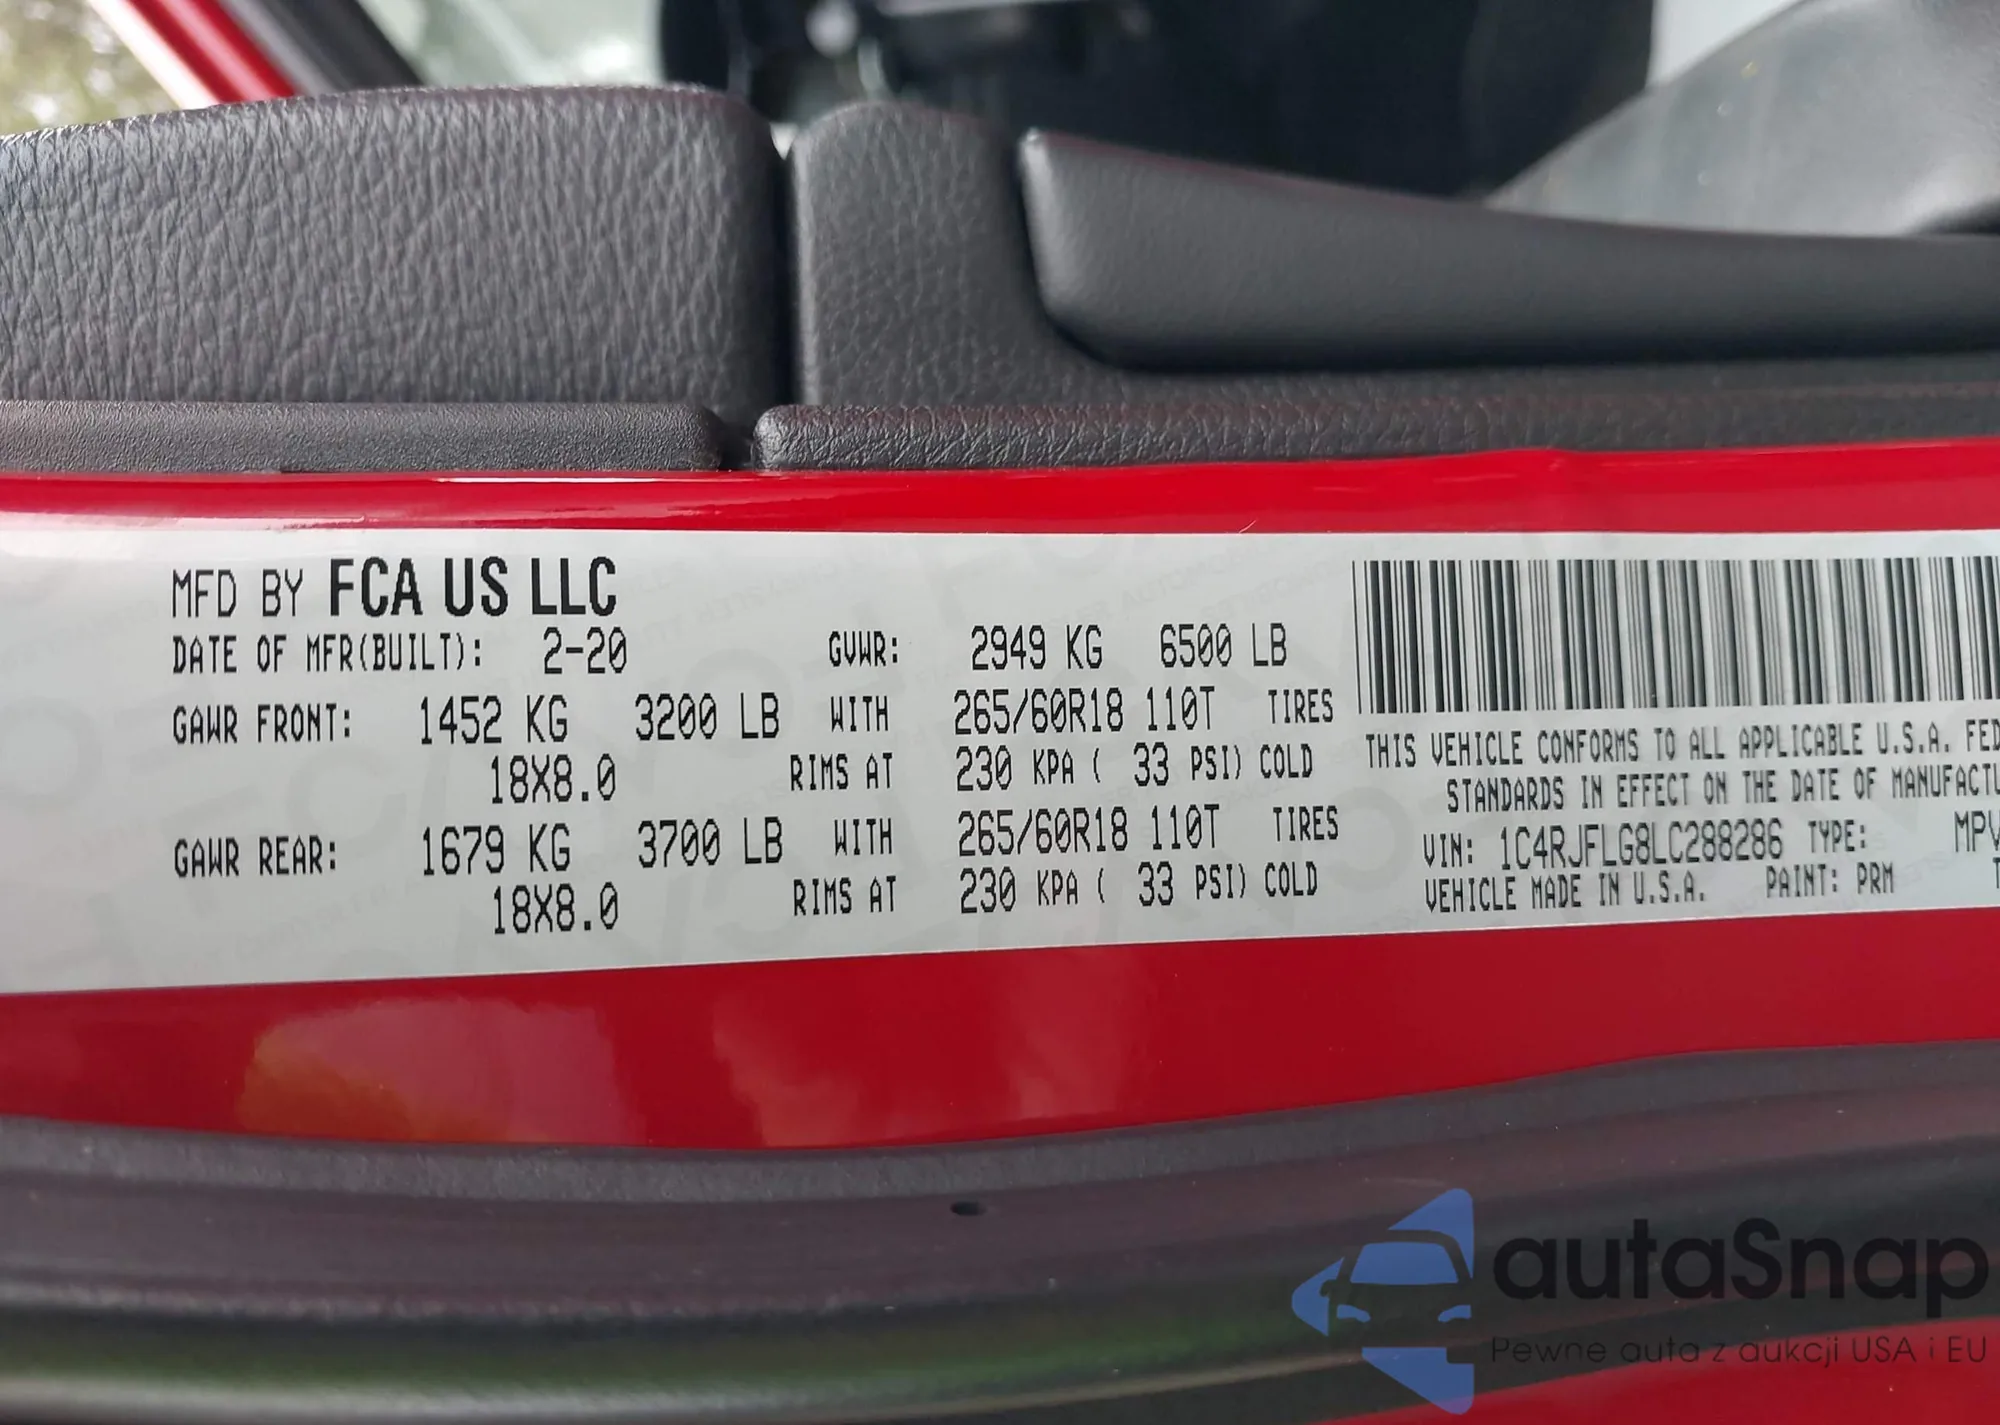 MFD BY FCA US LLC
DATE OF MFR(BUILT): 2-20 GVWR: 2949 KG 6500 LB
GAWR FRONT: 1452 KG 3200 LB WITH 265/60R18 110T TIRES
18X8.0 RIMS AT 230 KPA ( 33 PSI) COLD
GAWR REAR: 1679 KG 3700 LB WITH 265/60R18 110T TIRES
18X8.0 RIMS AT 230 KPA ( 33 PSI) COLD
THIS VEHICLE CONFORMS TO ALL APPLICABLE U.S.A. FED
STANDARDS IN EFFECT ON THE DATE OF MANUFACTU
VIN: 1C4RJFLG8LC288286 TYPE: MPV
VEHICLE MADE IN U.S.A. PAINT: PRM
autaSnap
Pewne auta z aukcji USA i EU